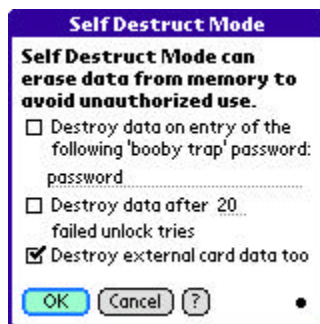 Self Destruct Mode
Self Destruct Mode can
erase data from memory to
avoid unauthorized use.
Destroy data on entry of the
following 'booby trap' password:
password
Destroy data after 20
failed unlock tries
Destroy external card data too
OK Cancel ?